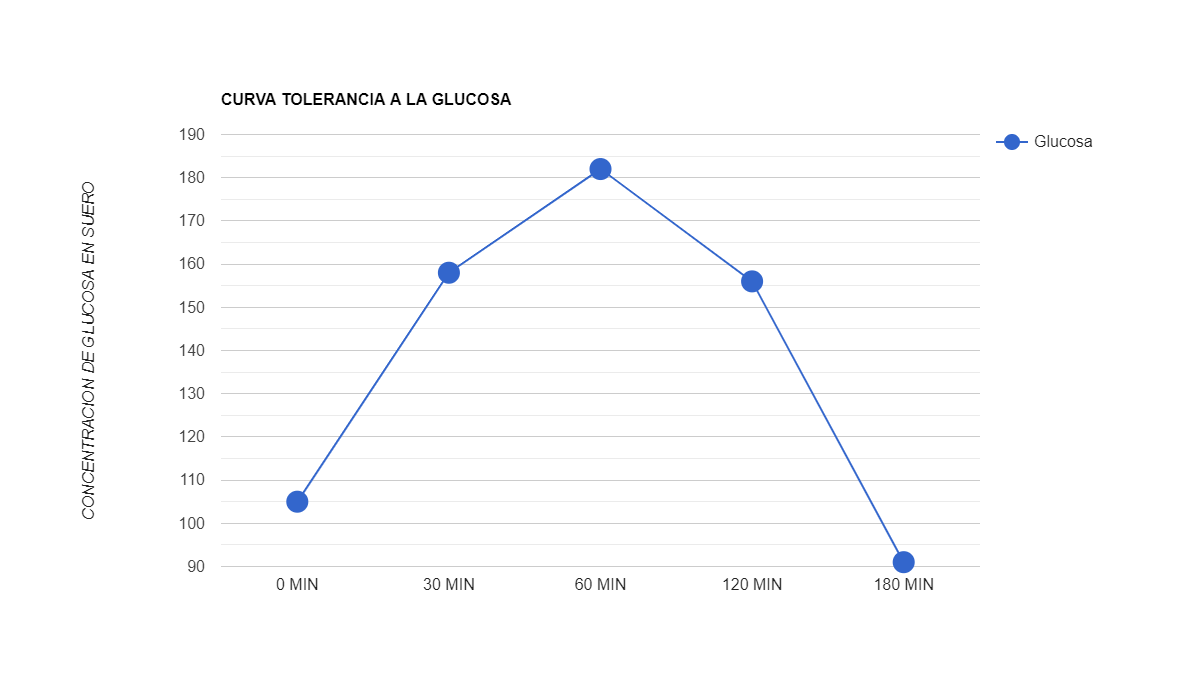 CURVA TOLERANCIA A LA GLUCOSA
Glucosa
CONCENTRACION DE GLUCOSA EN SUERO
190
180
170
160
150
140
130
120
110
100
90
0 MIN
30 MIN
60 MIN
120 MIN
180 MIN